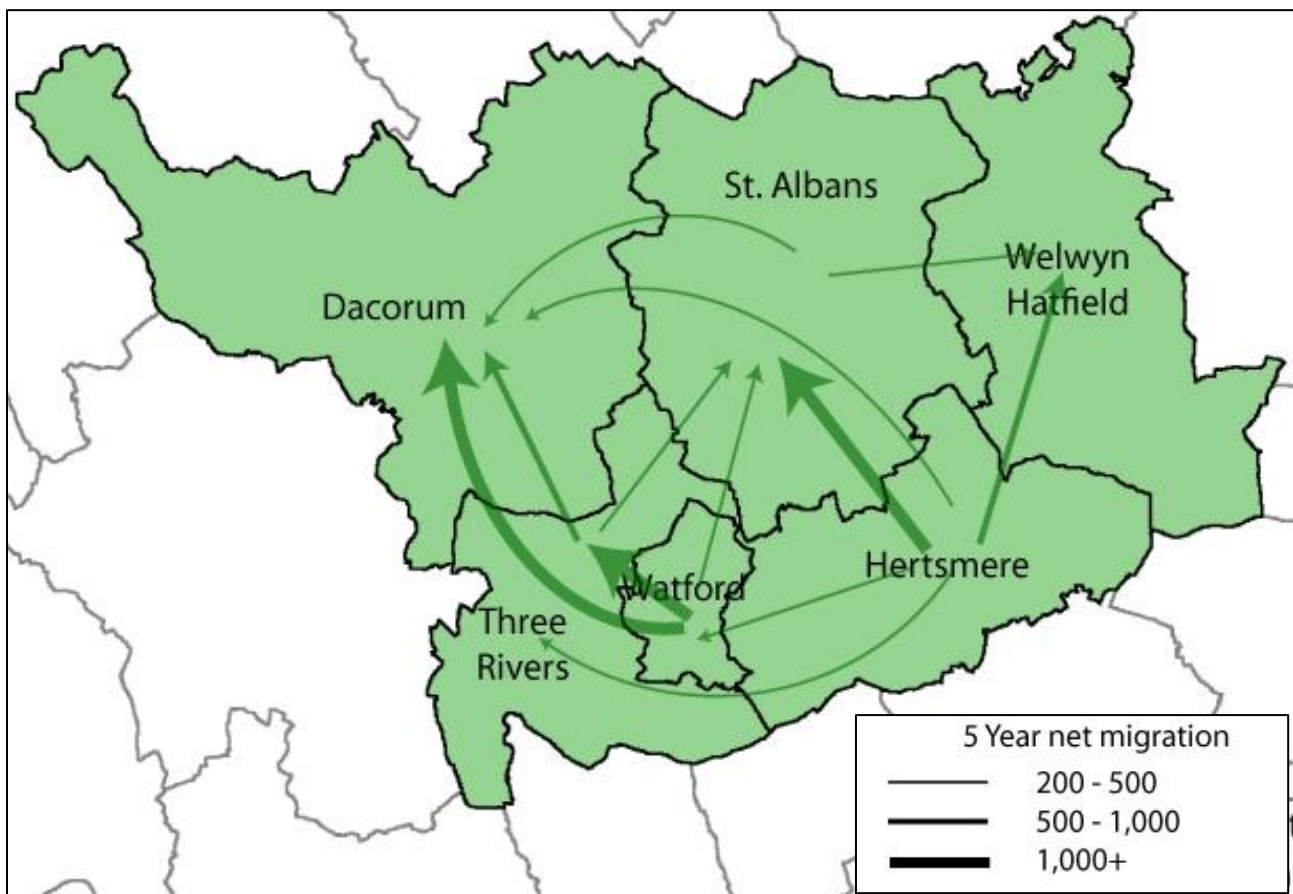 St. Albans
Welwyn
Hatfield
Dacorum
Hertsmere
Watford
Three
Rivers
5 Year net migration
200 - 500
500 - 1,000
1,000+